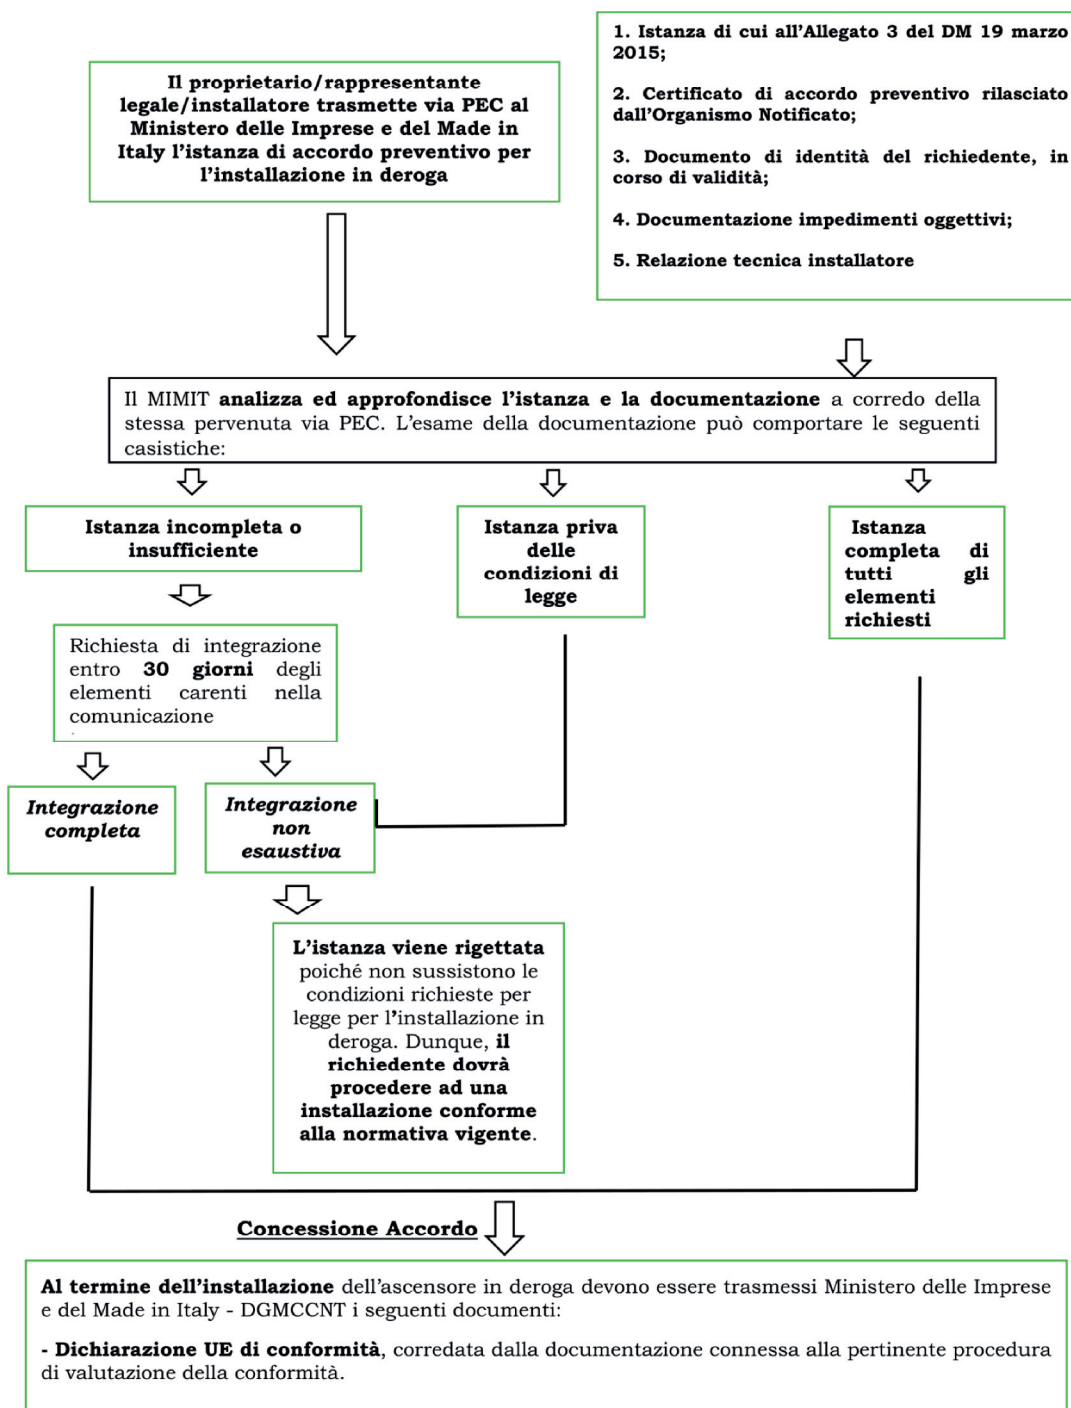 Il proprietario/rappresentante
legale/installatore trasmette via PEC al
Ministero delle Imprese e del Made in
Italy l’istanza di accordo preventivo per
l’installazione in deroga
1. Istanza di cui all’Allegato 3 del DM 19 marzo
2015;
2. Certificato di accordo preventivo rilasciato
dall’Organismo Notificato;
3. Documento di identità del richiedente, in
corso di validità;
4. Documentazione impedimenti oggettivi;
5. Relazione tecnica installatore
Il MIMIT analizza ed approfondisce l’istanza e la documentazione a corredo della
stessa pervenuta via PEC. L’esame della documentazione può comportare le seguenti
casistiche:
Istanza incompleta o
insufficiente
Istanza priva
delle
condizioni di
legge
Istanza
completa di
tutti gli
elementi
richiesti
Richiesta di integrazione
entro 30 giorni degli
elementi carenti nella
comunicazione
Integrazione
completa
Integrazione
non
esaustiva
L’istanza viene rigettata
poiché non sussistono le
condizioni richieste per
legge per l’installazione in
deroga. Dunque, il
richiedente dovrà
procedere ad una
installazione conforme
alla normativa vigente.
Concessione Accordo
Al termine dell’installazione dell’ascensore in deroga devono essere trasmessi Ministero delle Imprese
e del Made in Italy - DGMCCNT i seguenti documenti:
- Dichiarazione UE di conformità, corredata dalla documentazione connessa alla pertinente procedura
di valutazione della conformità.